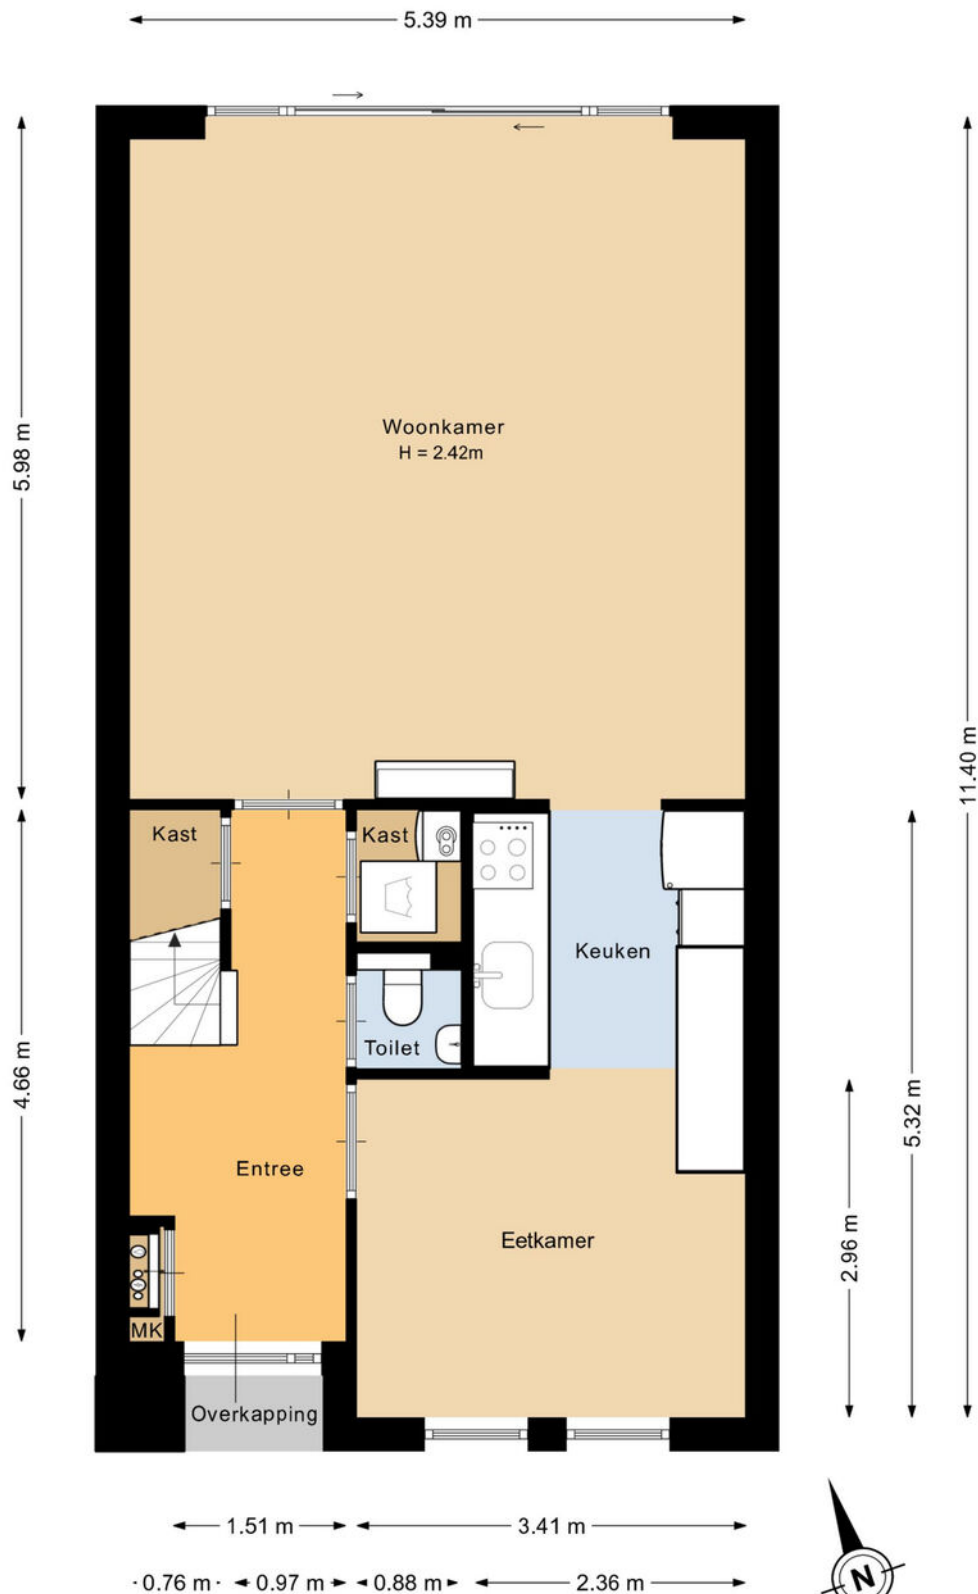 5.39 m
5.98 m
Woonkamer
H = 2.42m
11.40 m
Kast
Kast
Keuken
Toilet
4.66 m
5.32 m
Entree
Eetkamer
2.96 m
MK
Overkapping
1.51 m
3.41 m
0.76 m
0.97 m
0.88 m
2.36 m
N